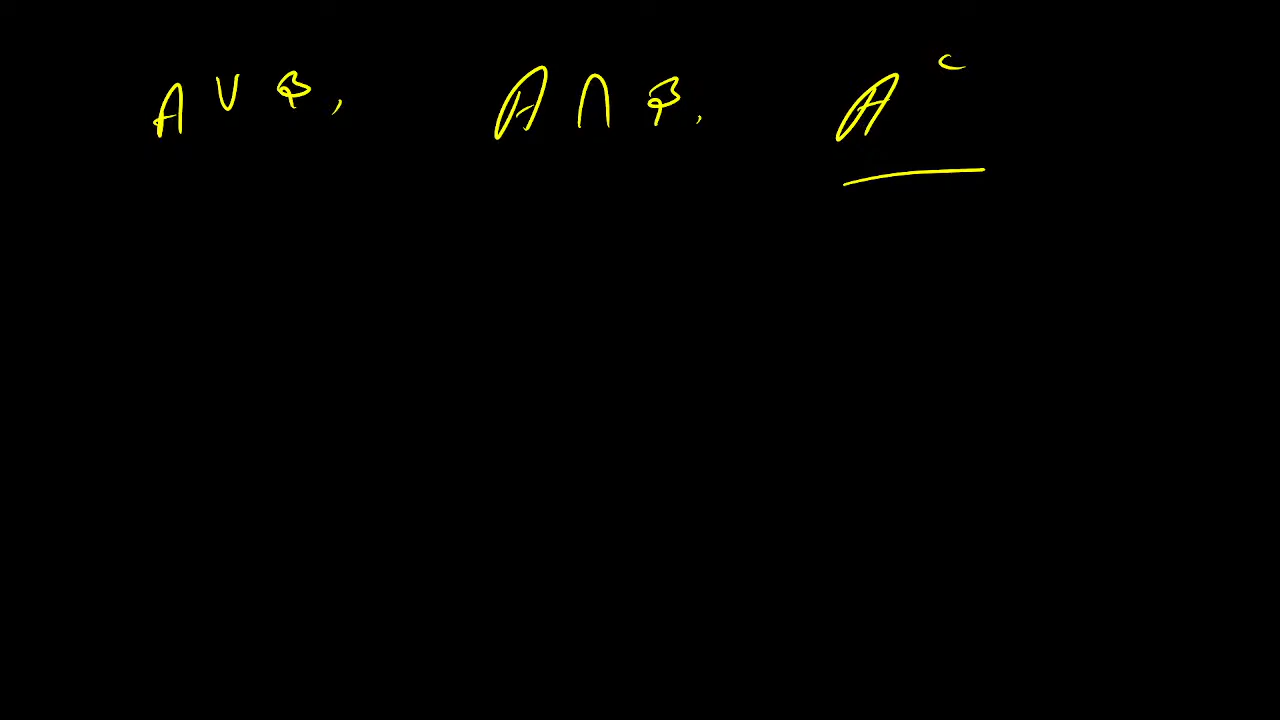 A ∪ B, A ∩ B, A^c